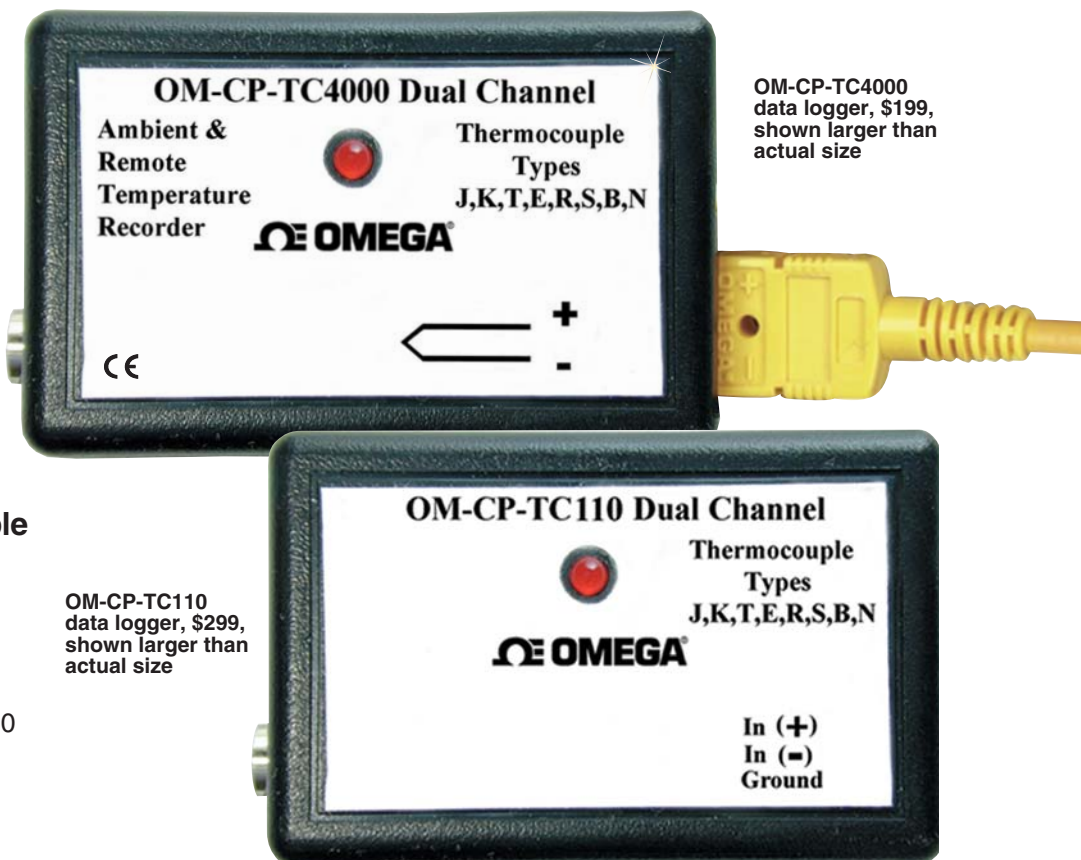 OM-CP-TC4000 Dual Channel
Ambient &
Remote
Temperature
Recorder
Thermocouple
Types
J,K,T,E,R,S,B,N
OMEGA®
+
-
CE
+
OMEGA
-
OM-CP-TC4000
data logger, $199,
shown larger than
actual size
OM-CP-TC110 Dual Channel
Thermocouple
Types
J,K,T,E,R,S,B,N
OMEGA®
In (+)
In (-)
Ground
OM-CP-TC110
data logger, $299,
shown larger than
actual size
0